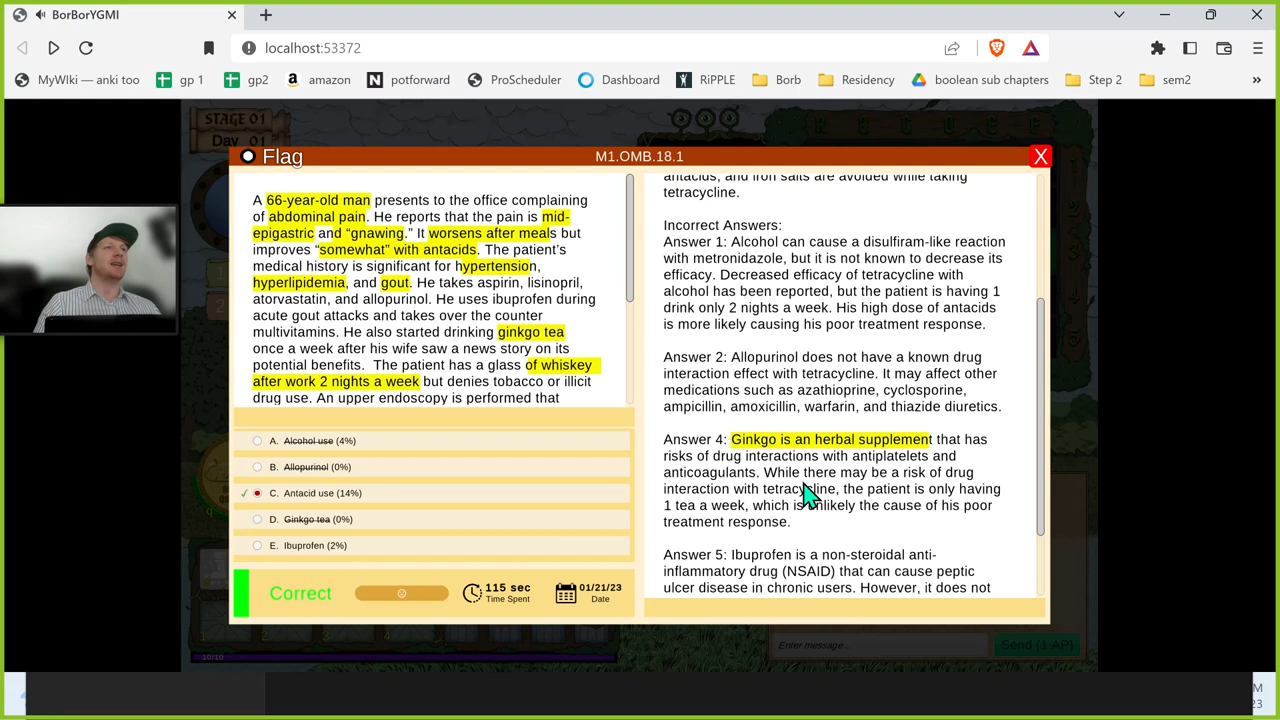 BorBorYGMI
localhost:53372
MyWIki — anki too
gp 1
gp2
amazon
potforward
ProScheduler
Dashboard
RiPPLE
Borb
Residency
boolean sub chapters
Step 2
sem2
»
STAGE 01
Day 01
Flag
M1.OMB.18.1
X
A 66-year-old man presents to the office complaining
of abdominal pain. He reports that the pain is mid-
epigastric and “gnawing.” It worsens after meals but
improves “somewhat” with antacids. The patient’s
medical history is significant for hypertension,
hyperlipidemia, and gout. He takes aspirin, lisinopril,
atorvastatin, and allopurinol. He uses ibuprofen during
acute gout attacks and takes over the counter
multivitamins. He also started drinking ginkgo tea
once a week after his wife saw a news story on its
potential benefits.  The patient has a glass of whiskey
after work 2 nights a week but denies tobacco or illicit
drug use. An upper endoscopy is performed that
A. Alcohol use (4%)
B. Allopurinol (0%)
✓ C. Antacid use (14%)
D. Ginkgo tea (0%)
E. Ibuprofen (2%)
Correct
115 sec
Time Spent
01/21/23
Date
antacids, and iron salts are avoided while taking
tetracycline.
Incorrect Answers:
Answer 1: Alcohol can cause a disulfiram-like reaction
with metronidazole, but it is not known to decrease its
efficacy. Decreased efficacy of tetracycline with
alcohol has been reported, but the patient is having 1
drink only 2 nights a week. His high dose of antacids
is more likely causing his poor treatment response.
Answer 2: Allopurinol does not have a known drug
interaction effect with tetracycline. It may affect other
medications such as azathioprine, cyclosporine,
ampicillin, amoxicillin, warfarin, and thiazide diuretics.
Answer 4: Ginkgo is an herbal supplement that has
risks of drug interactions with antiplatelets and
anticoagulants. While there may be a risk of drug
interaction with tetracycline, the patient is only having
1 tea a week, which is unlikely the cause of his poor
treatment response.
Answer 5: Ibuprofen is a non-steroidal anti-
inflammatory drug (NSAID) that can cause peptic
ulcer disease in chronic users. However, it does not
1
2
3
4
10:10
Enter message...
Send (1 AP)
M
23